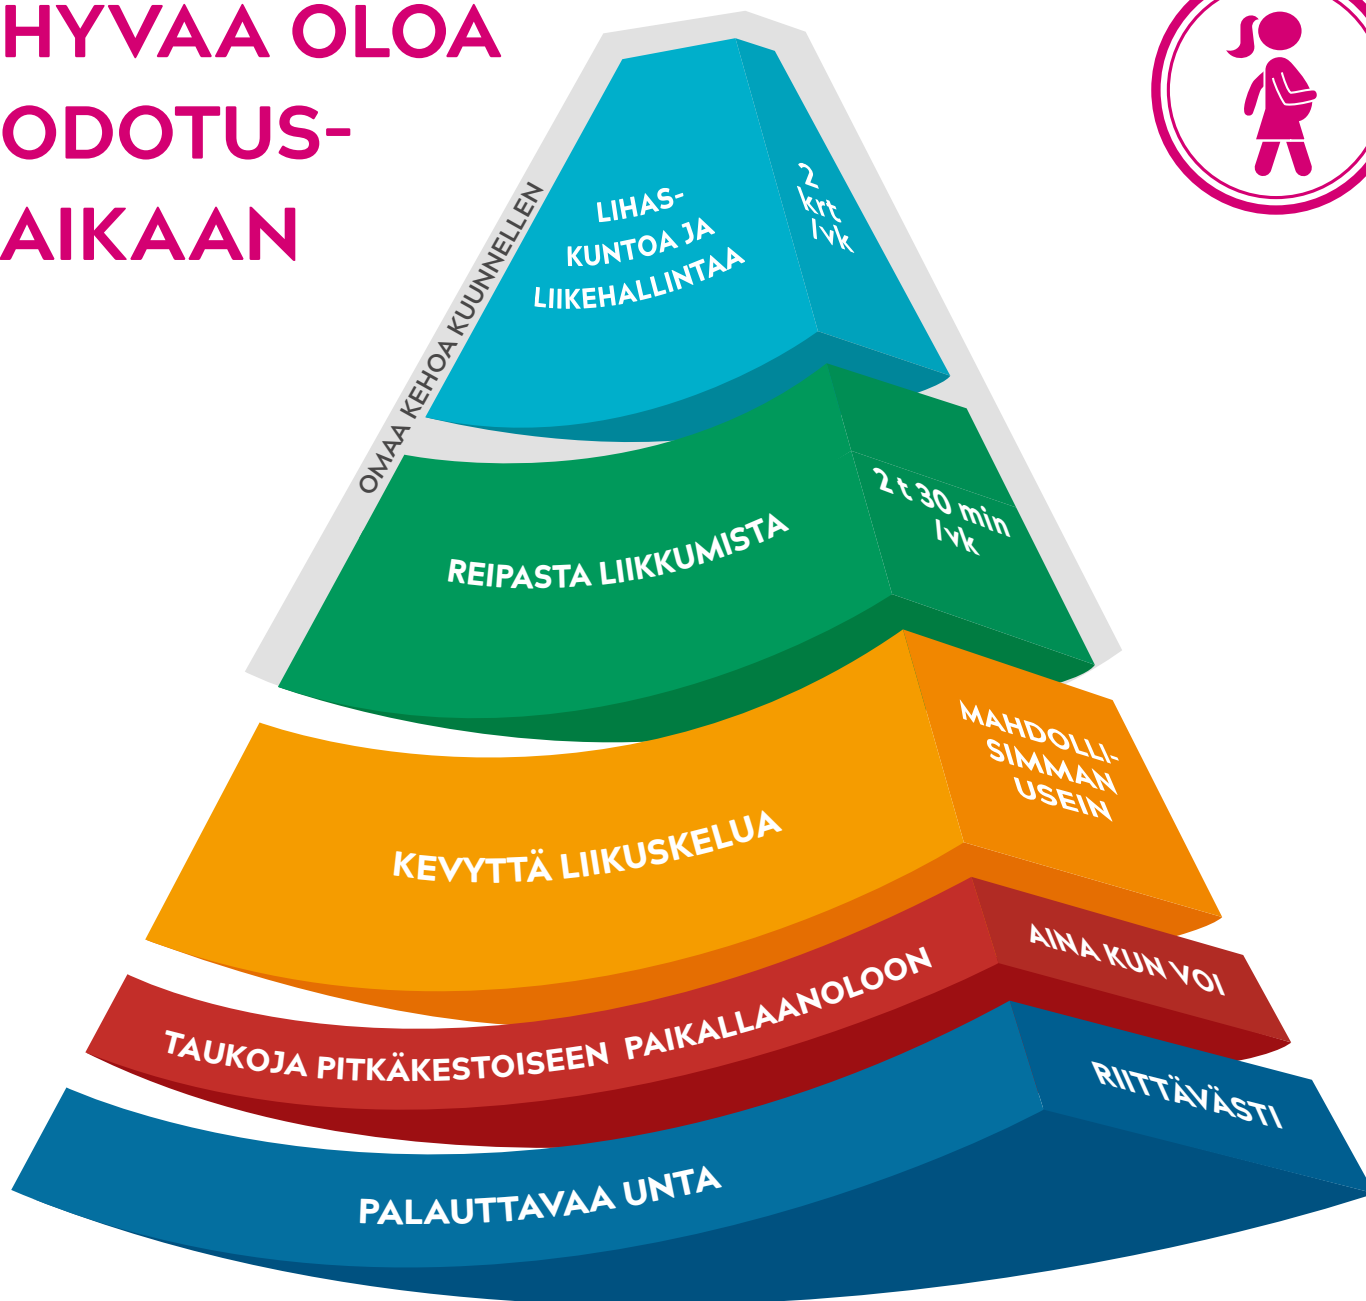 HYVÄÄ OLOA
ODOTUS-
AIKAAN
OMAA KEHOA KUUNNELLEN
LIHAS-
KUNTOA JA
LIIKEHALLINTAA
2
krt
/vk
REIPASTA LIIKKUMISTA
2 t 30 min
/vk
KEVYTTÄ LIIKUSKELUA
MAHDOLLI-
SIMMAN
USEIN
TAUKOJA PITKÄKESTOISEEN PAIKALLAANOLOON
AINA KUN VOI
PALAUTTAVAA UNTA
RIITTÄVÄSTI